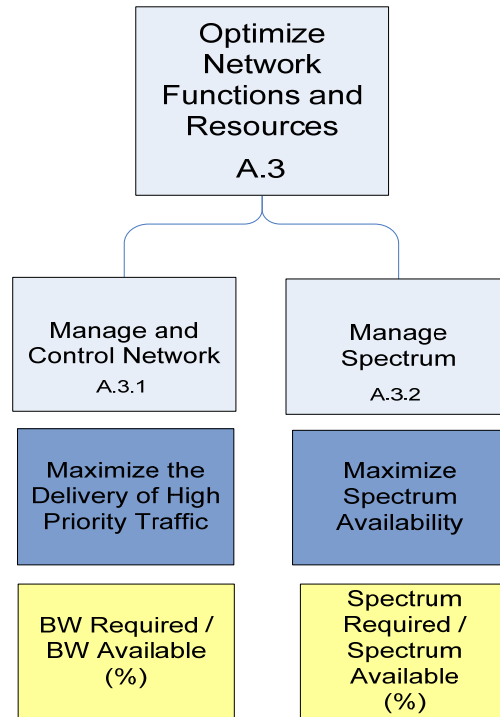 Optimize
Network
Functions and
Resources
A.3
Manage and
Control Network
A.3.1
Manage
Spectrum
A.3.2
Maximize the
Delivery of High
Priority Traffic
Maximize
Spectrum
Availability
BW Required /
BW Available
(%)
Spectrum
Required /
Spectrum
Available
(%)